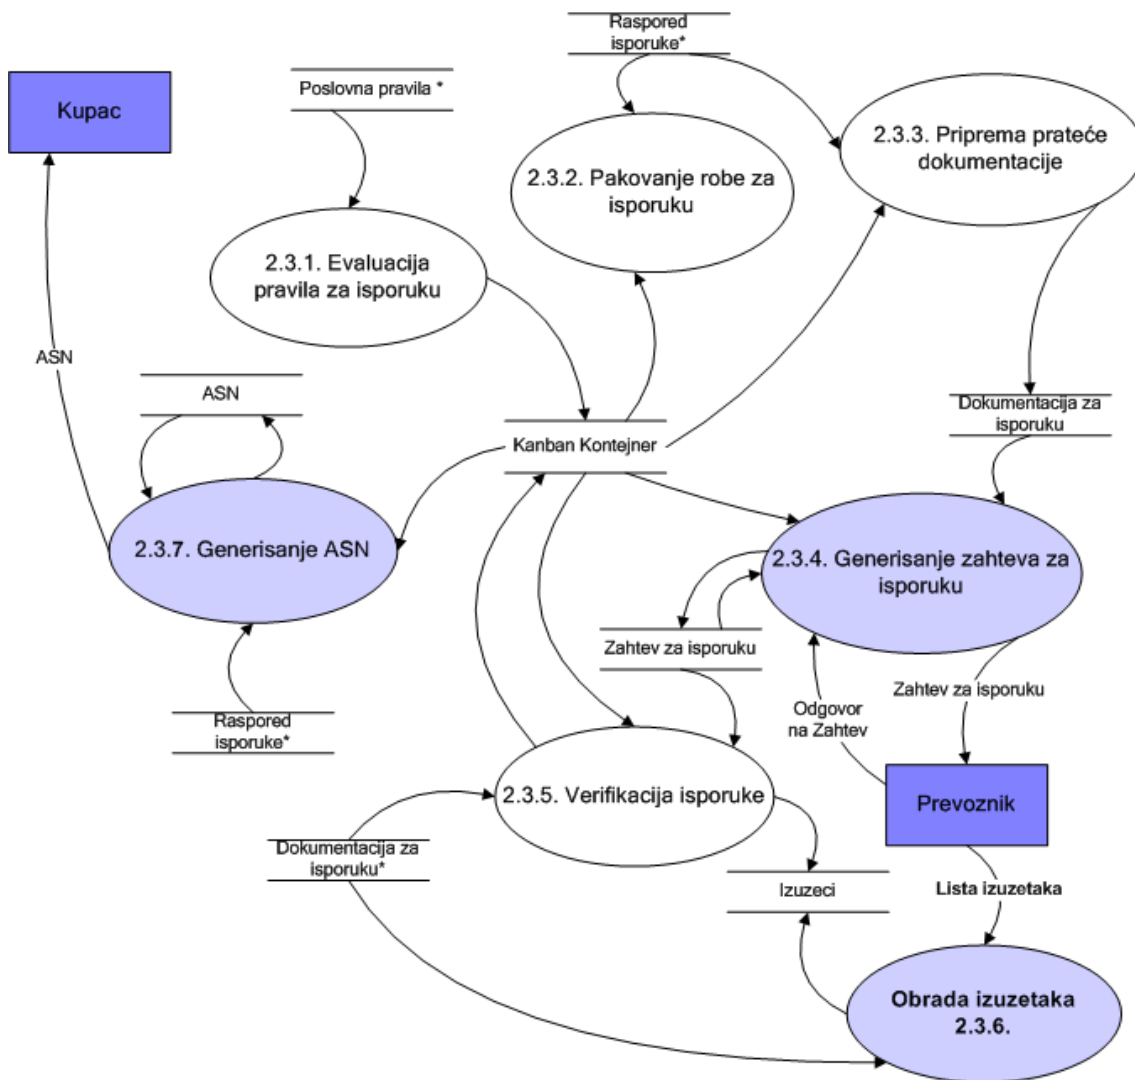 Raspored
isporuke*
Poslovna pravila *
Kupac
2.3.3. Priprema prateće
dokumentacije
2.3.2. Pakovanje robe za
isporuku
2.3.1. Evaluacija
pravila za isporuku
ASN
ASN
Dokumentacija za
isporuku
Kanban Kontejner
2.3.7. Generisanje ASN
2.3.4. Generisanje zahteva za
isporuku
Zahtev za isporuku
Zahtev za isporuku
Odgovor
na Zahtev
Raspored
isporuke*
2.3.5. Verifikacija isporuke
Prevoznik
Dokumentacija za
isporuku*
Izuzeci
Lista izuzetaka
Obrada izuzetaka
2.3.6.